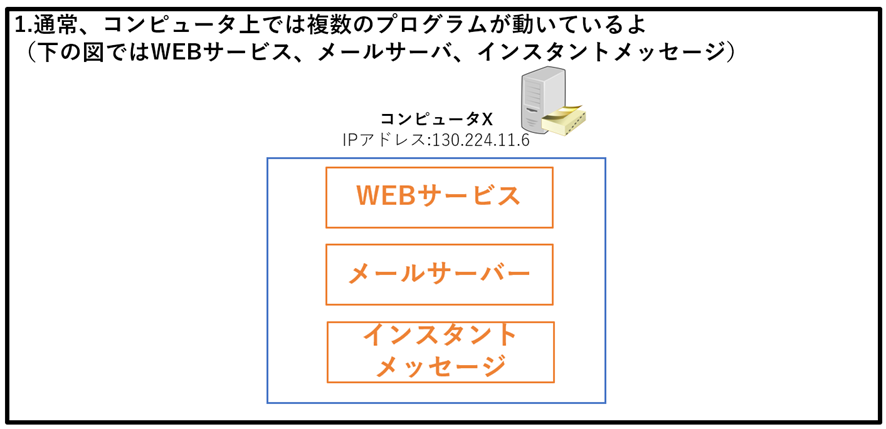 1.通常、コンピュータ上では複数のプログラムが動いているよ
（下の図ではWEBサービス、メールサーバ、インスタントメッセージ）
コンピュータX
IPアドレス:130.224.11.6
WEBサービス
メールサーバー
インスタント
メッセージ